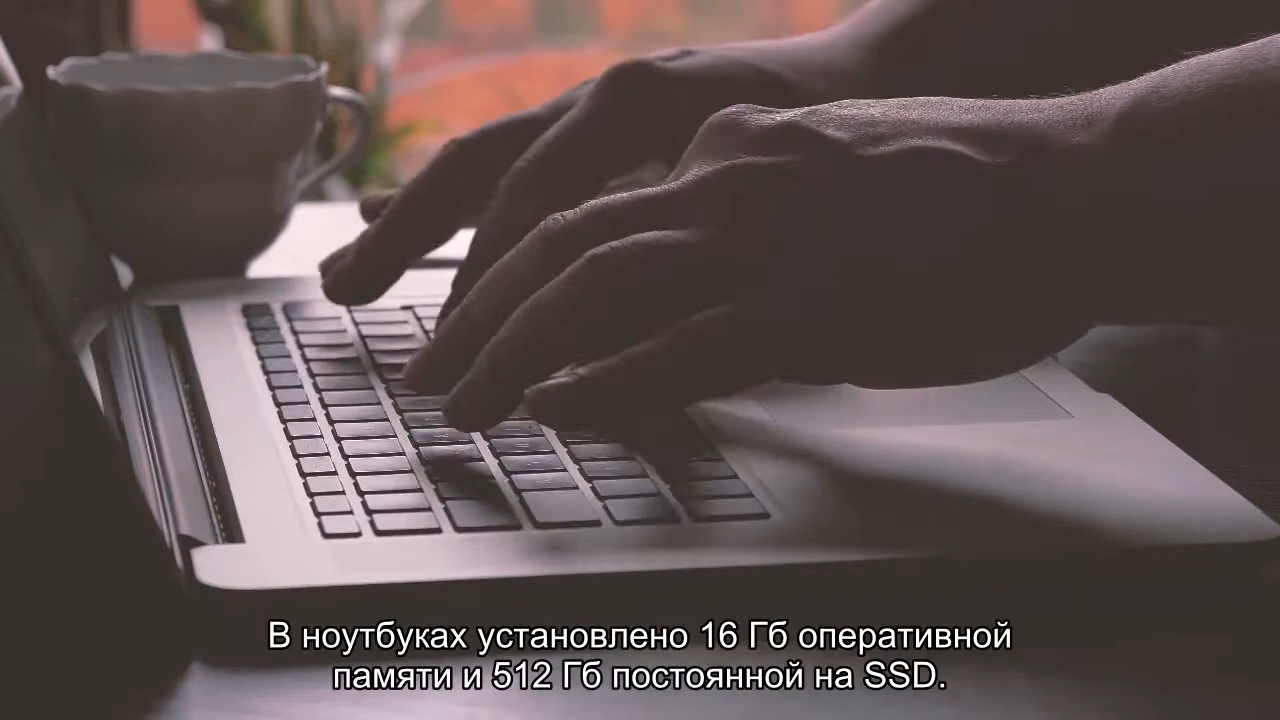 В ноутбуках установлено 16 Гб оперативной
памяти и 512 Гб постоянной на SSD.